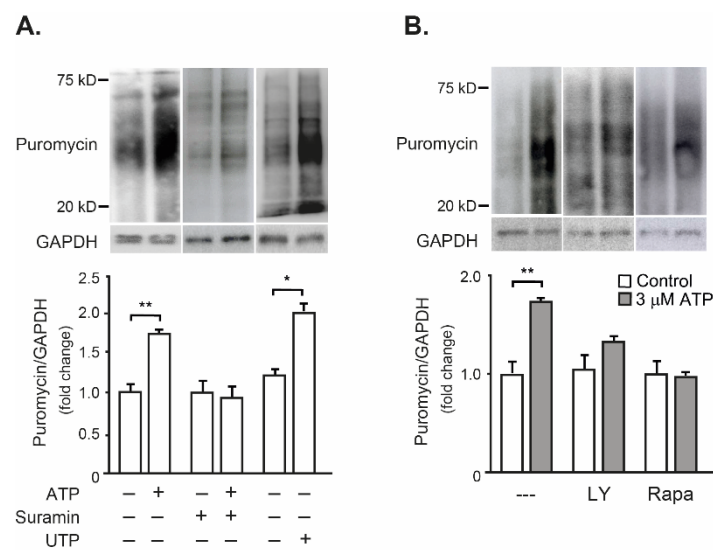 A.
75 kD
Puromycin
20 kD
GAPDH
Puromycin/GAPDH
(fold change)
2.5
2.0
1.5
1.0
0.5
0
**
*
ATP – + – + – –
Suramin – – + + – –
UTP – – – – – +
B.
75 kD
Puromycin
20 kD
GAPDH
Puromycin/GAPDH
(fold change)
2.0
1.0
0
**
Control
3 µM ATP
--- LY Rapa